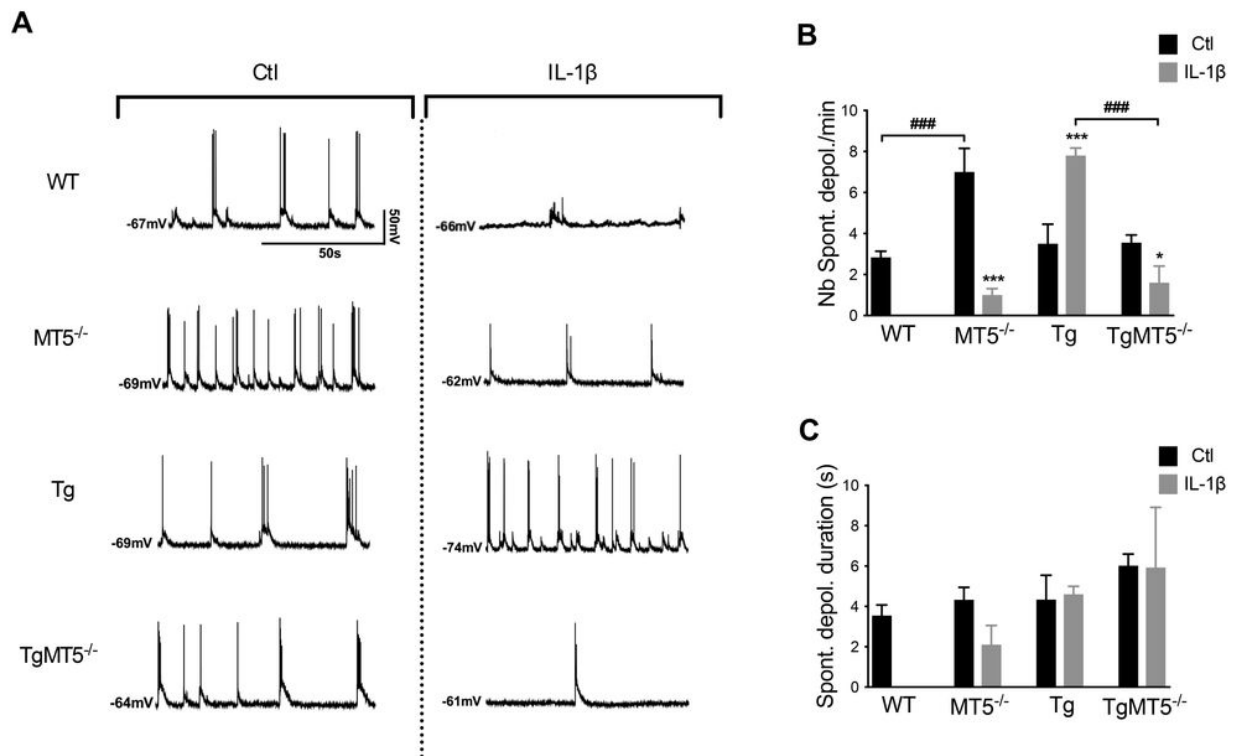 A
Ctl
IL-1β
WT
-67mV
50mV
50s
-66mV
MT5-/-
-69mV
-62mV
Tg
-69mV
-74mV
TgMT5-/-
-64mV
-61mV
B
Ctl
IL-1β
Nb Spont. depol./min
10
8
6
4
2
0
###
***
***
###
*
WT MT5-/- Tg TgMT5-/-
C
Ctl
IL-1β
Spont. depol. duration (s)
10
8
6
4
2
0
WT MT5-/- Tg TgMT5-/-